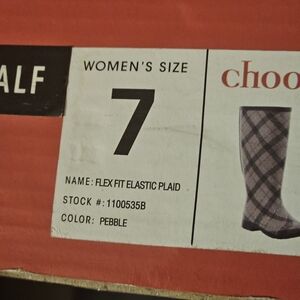 ALF
WOMEN'S SIZE
7
NAME: FLEX FIT ELASTIC PLAID
STOCK #: 1100535B
COLOR: PEBBLE
choo